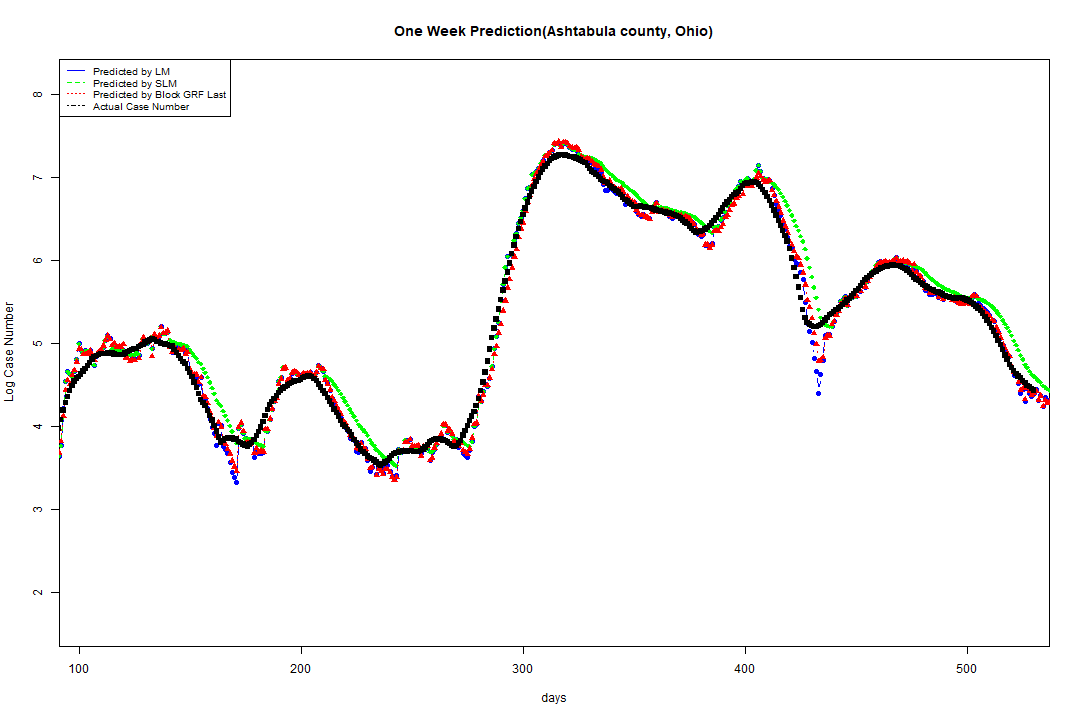 One Week Prediction(Ashtabula county, Ohio)
Predicted by LM
Predicted by SLM
Predicted by Block GRF Last
Actual Case Number
8
7
6
5
4
3
2
Log Case Number
100 200 300 400 500
days